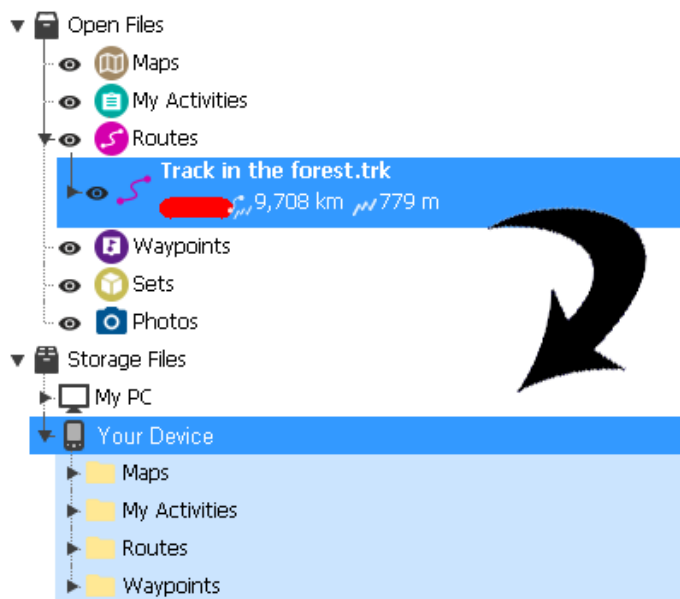 Open Files
Maps
My Activities
Routes
Track in the forest.trk
9,708 km 779 m
Waypoints
Sets
Photos
Storage Files
My PC
Your Device
Maps
My Activities
Routes
Waypoints